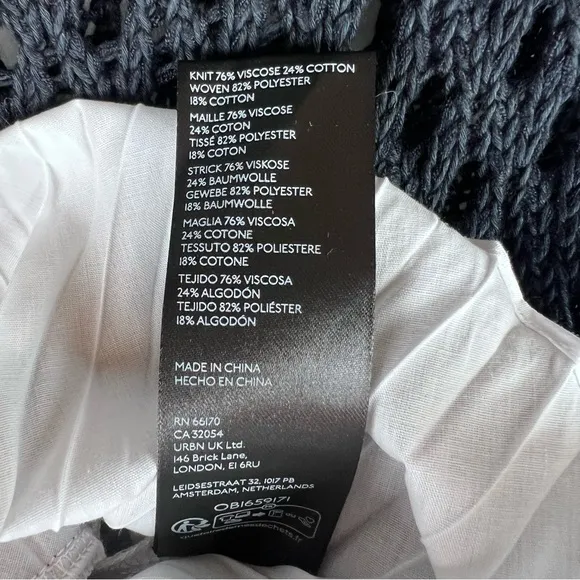 KNIT 76% VISCOSE 24% COTTON
WOVEN 82% POLYESTER
18% COTTON
MAILLE 76% VISCOSE
24% COTON
TISSÉ 82% POLYESTER
18% COTON
STRICK 76% VISKOSE
24% BAUMWOLLE
GEWEBE 82% POLYESTER
18% BAUMWOLLE
MAGLIA 76% VISCOSA
24% COTONE
TESSUTO 82% POLIESTERE
18% COTONE
TEJIDO 76% VISCOSA
24% ALGODÓN
TEJIDO 82% POLIÉSTER
18% ALGODÓN
MADE IN CHINA
HECHO EN CHINA
RN 66170
CA 32054
URBN UK Ltd.
146 Brick Lane,
LONDON, E1 6RU
LEIDSESTRAAT 32, 1017 PB
AMSTERDAM, NETHERLANDS
OB1659171
quefairedemesdechets.fr